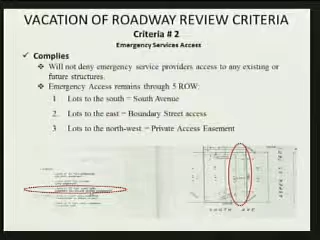 VACATION OF ROADWAY REVIEW CRITERIA
Criteria # 2
Emergency Services Access
✓ Complies
❖ Will not deny emergency service providers access to any existing or
future structures.
❖ Emergency Access remains through 5 ROW:
1 Lots to the south = South Avenue
2. Lots to the east = Boundary Street access
3 Lots to the north-west = Private Access Easement
SOUTH AVE